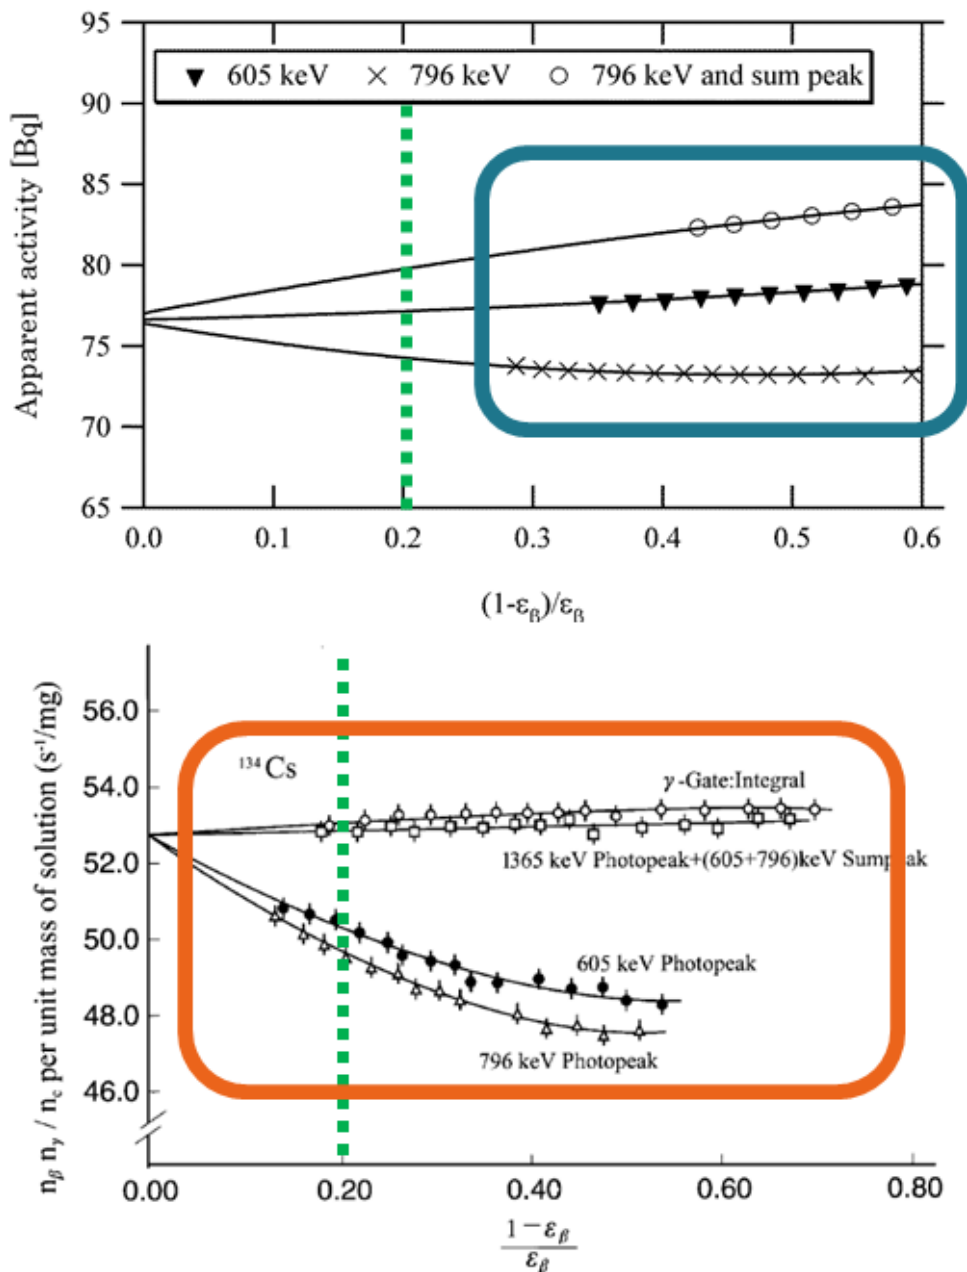 95
605 keV 796 keV 796 keV and sum peak
90
85
80
75
70
65
Apparent activity [Bq]
0.0 0.1 0.2 0.3 0.4 0.5 0.6
(1-εβ)/εβ
56.0
54.0
52.0
50.0
48.0
46.0
nβ nγ / nc per unit mass of solution (s⁻¹/mg)
¹³⁴Cs
γ-Gate:Integral
1365 keV Photopeak+(605+796)keV Sumpeak
605 keV Photopeak
796 keV Photopeak
0.00 0.20 0.40 0.60 0.80
1-εβ
εβ